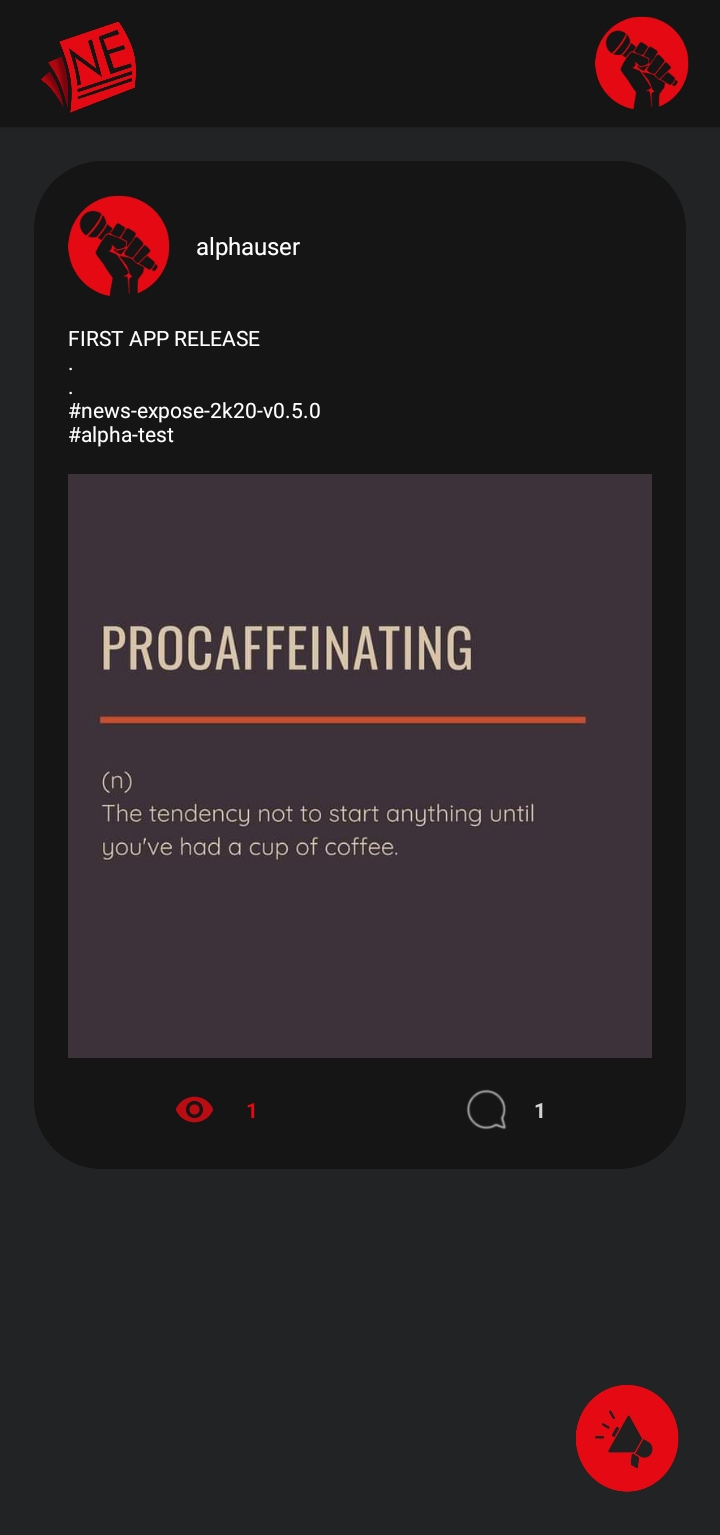 NE
alphauser
FIRST APP RELEASE
.
.
#news-expose-2k20-v0.5.0
#alpha-test
PROCAFFEINATING
(n)
The tendency not to start anything until
you've had a cup of coffee.
1
1